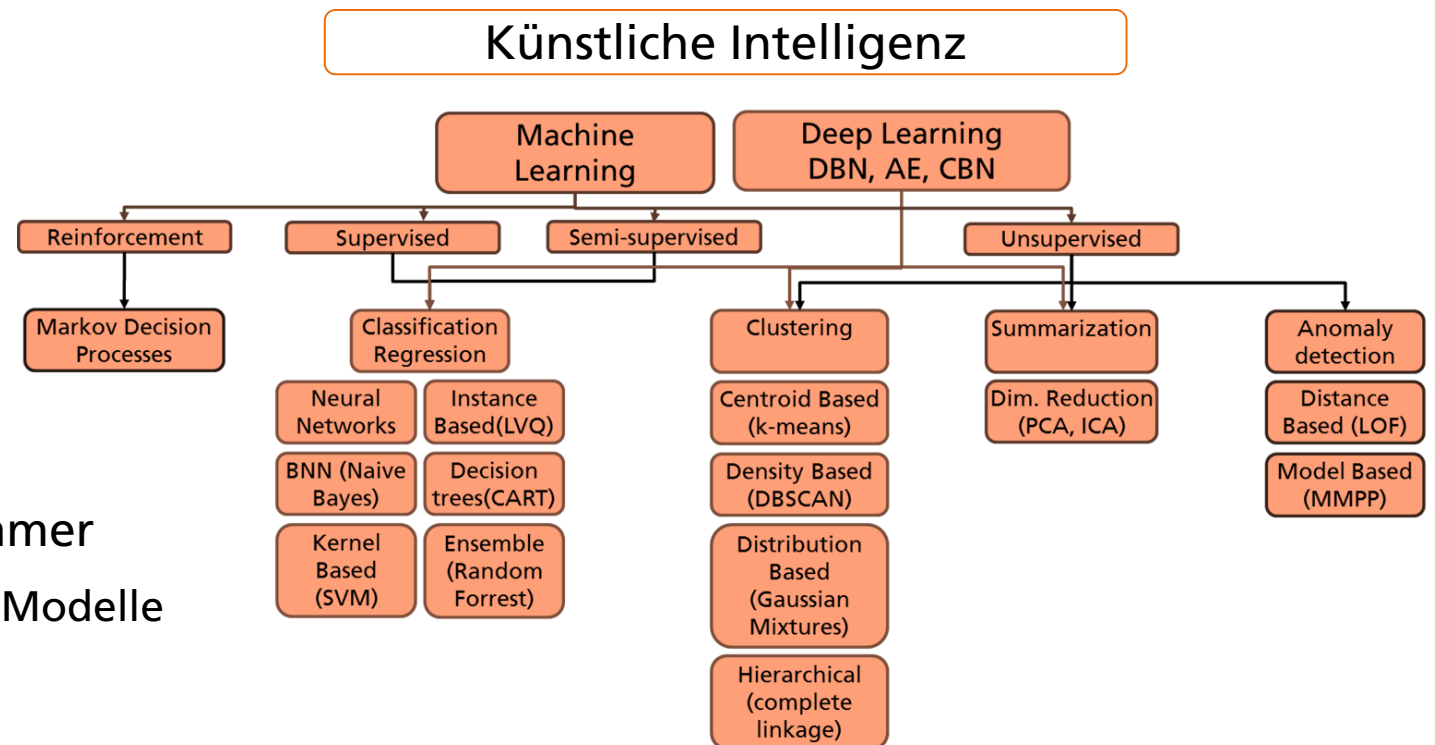 Künstliche Intelligenz
Machine
Learning
Deep Learning
DBN, AE, CBN
Reinforcement
Supervised
Semi-supervised
Unsupervised
Markov Decision
Processes
Classification
Regression
Clustering
Summarization
Anomaly
detection
Neural
Networks
Instance
Based(LVQ)
Centroid Based
(k-means)
Dim. Reduction
(PCA, ICA)
Distance
Based (LOF)
BNN (Naive
Bayes)
Decision
trees(CART)
Density Based
(DBSCAN)
Model Based
(MMPP)
Kernel
Based
(SVM)
Ensemble
(Random
Forrest)
Distribution
Based
(Gaussian
Mixtures)
Hierarchical
(complete
linkage)
Modelle